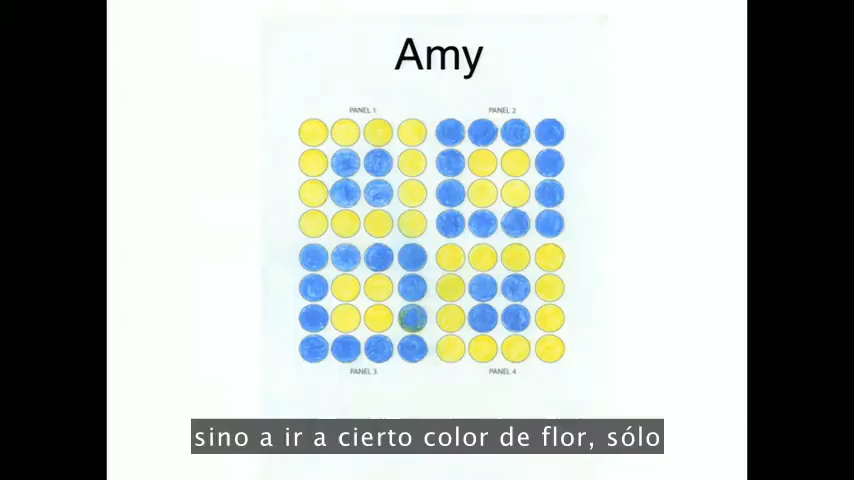 Amy
PANEL 1
PANEL 2
PANEL 3
PANEL 4
sino a ir a cierto color de flor, sólo